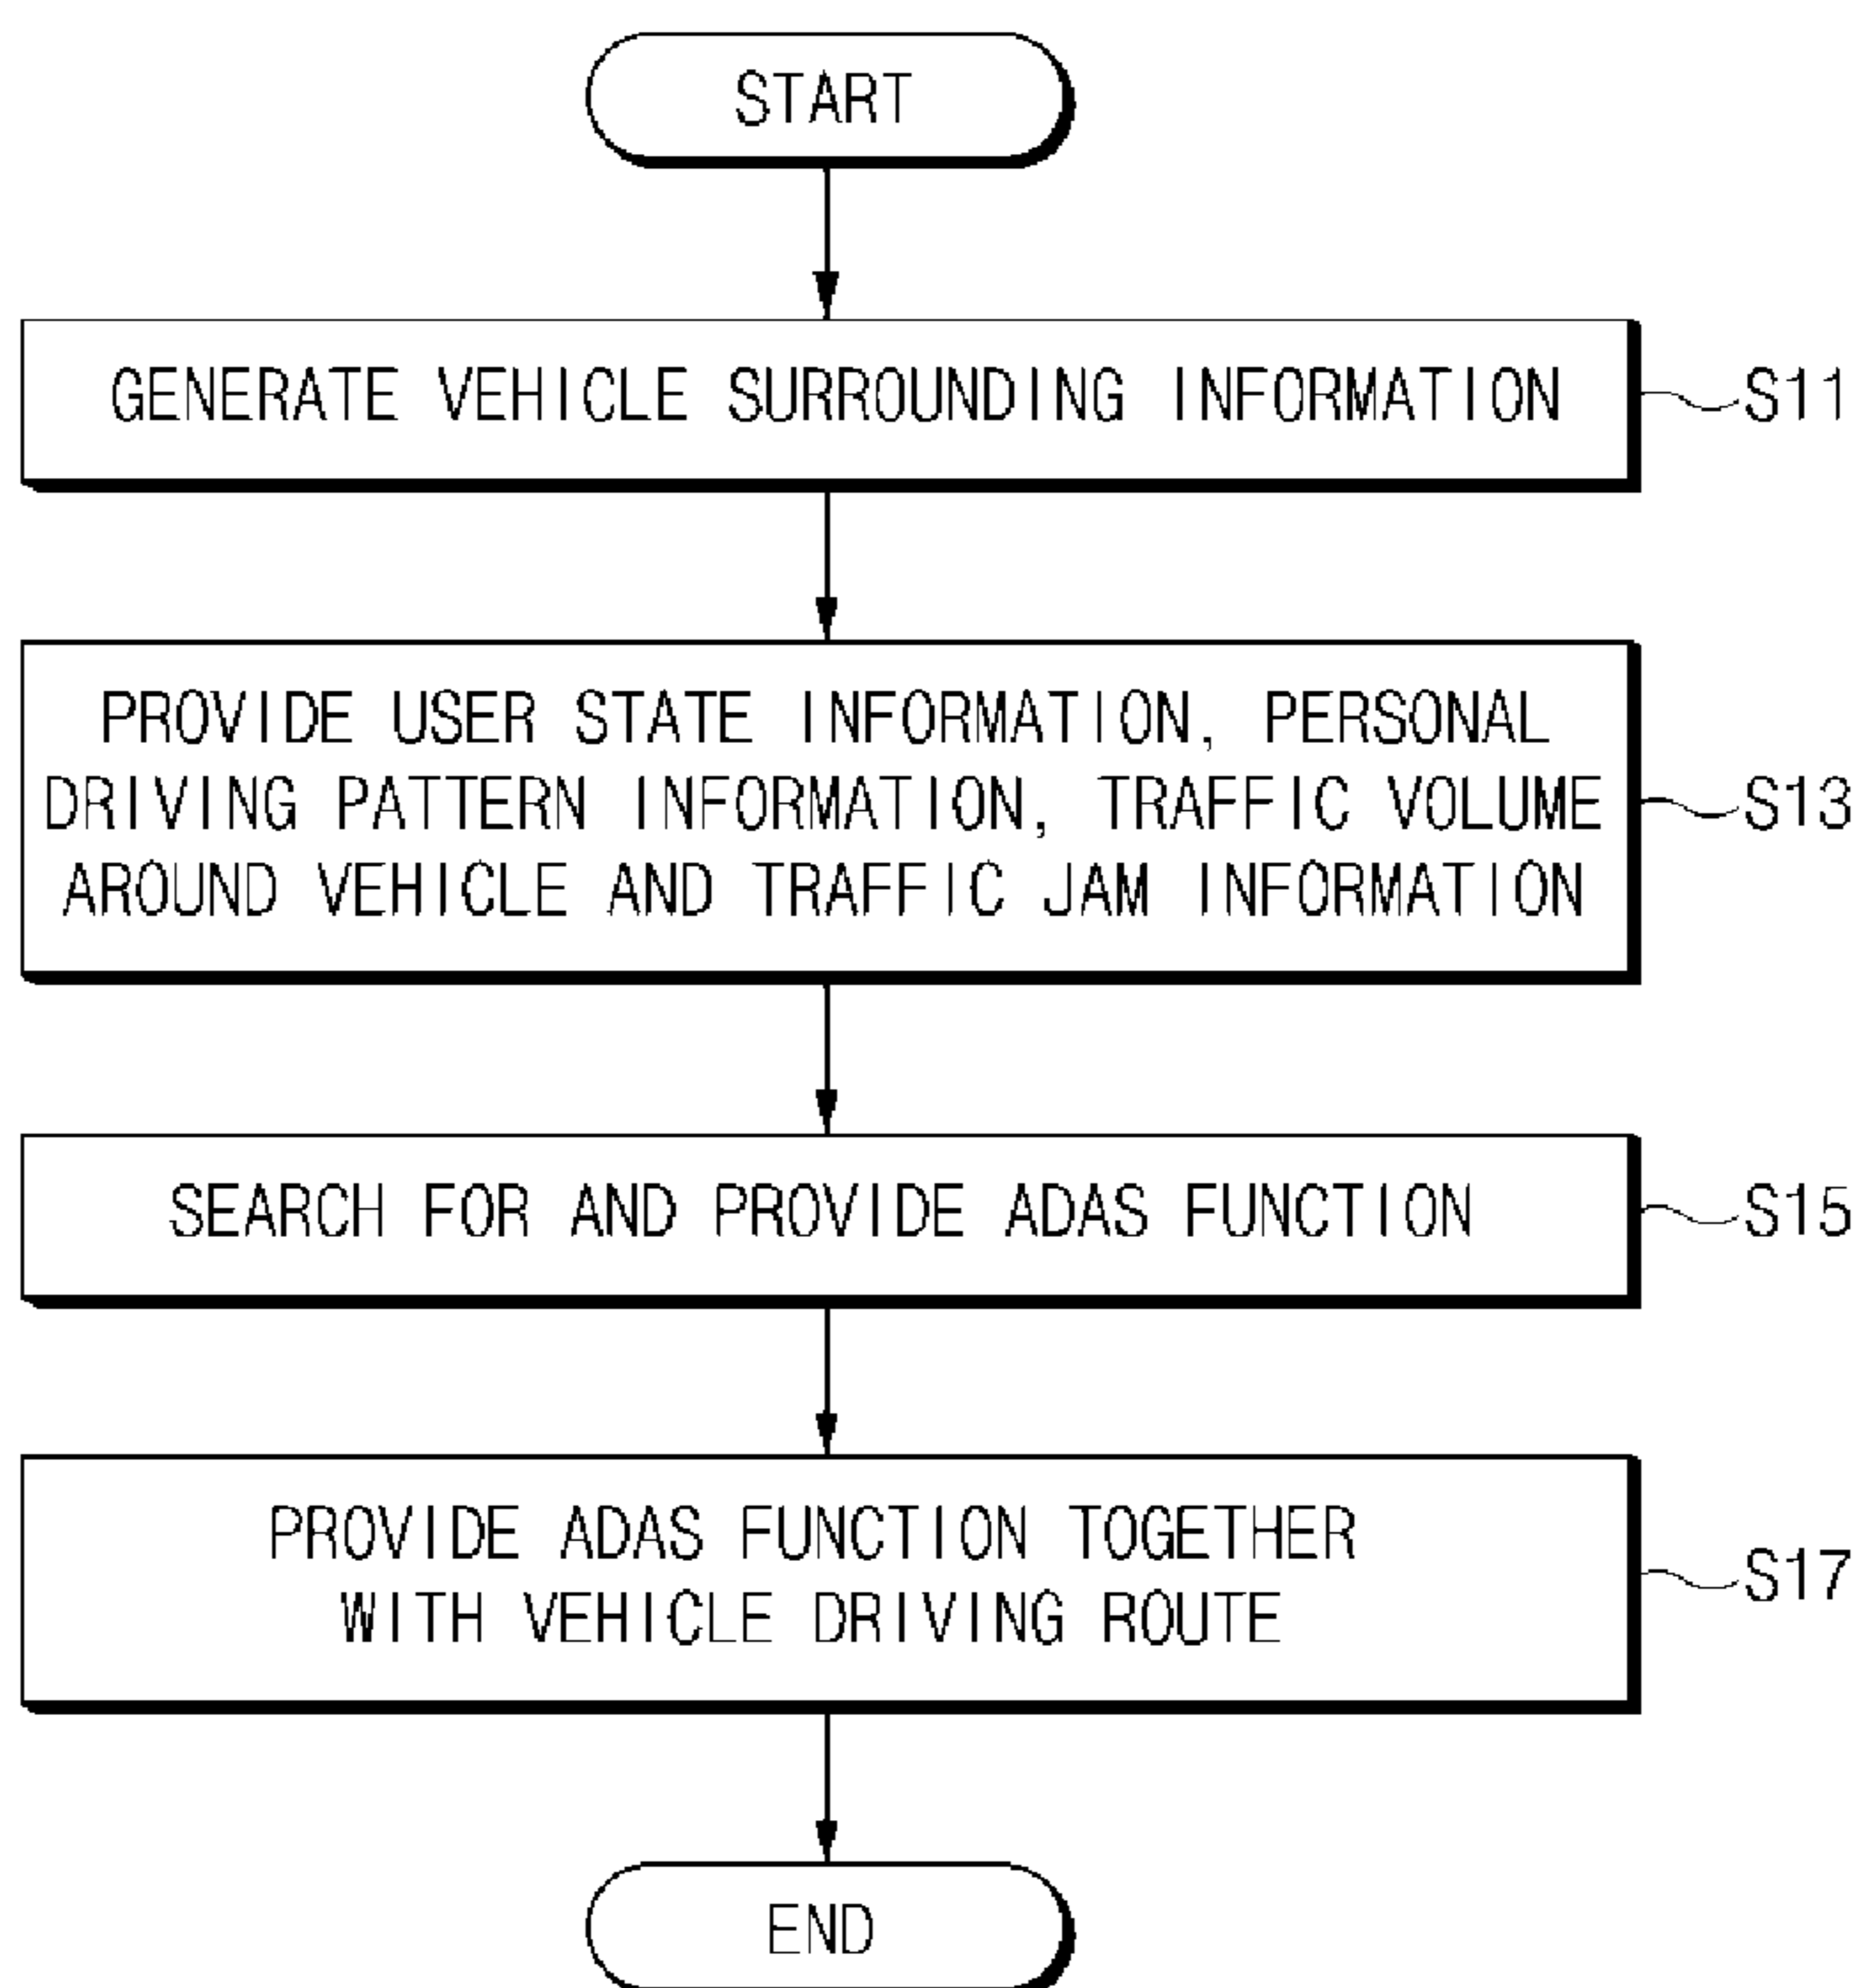 START
GENERATE VEHICLE SURROUNDING INFORMATION
S11
PROVIDE USER STATE INFORMATION, PERSONAL
DRIVING PATTERN INFORMATION, TRAFFIC VOLUME
AROUND VEHICLE AND TRAFFIC JAM INFORMATION
S13
SEARCH FOR AND PROVIDE ADAS FUNCTION
S15
PROVIDE ADAS FUNCTION TOGETHER
WITH VEHICLE DRIVING ROUTE
S17
END